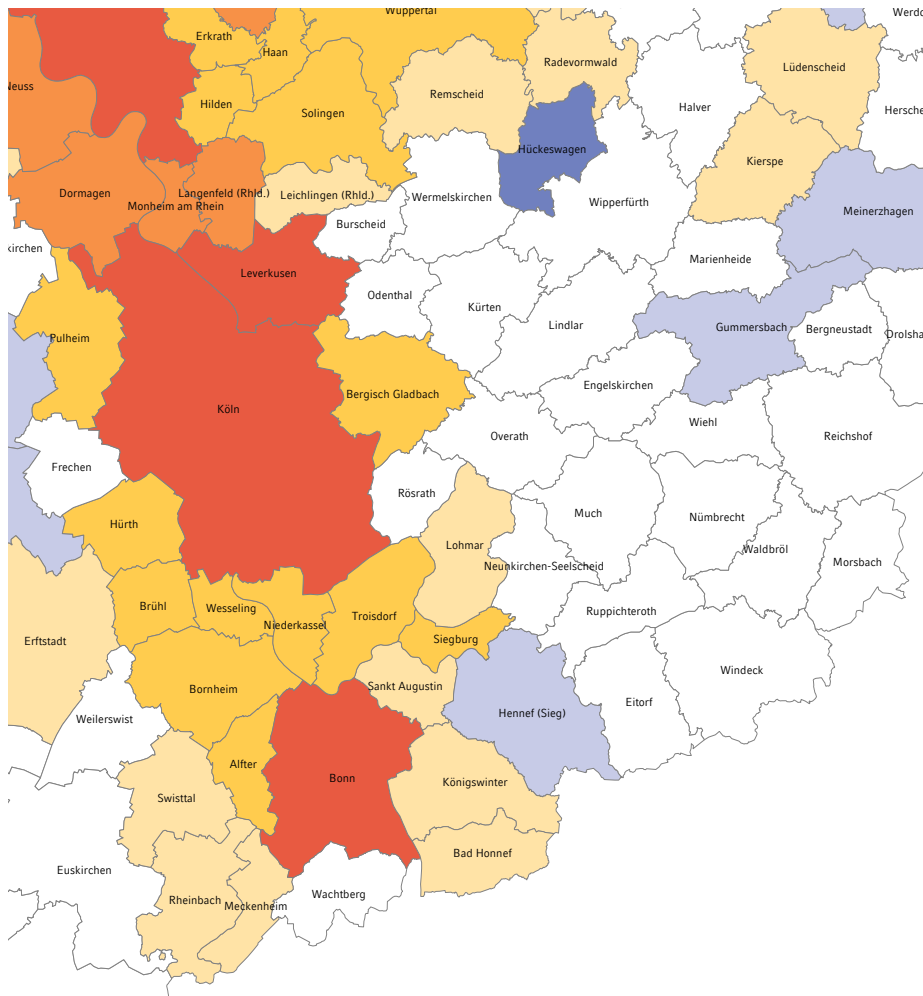 Wuppertal
Werdo
Erkrath
Haan
Radevormwald
Lüdenscheid
Neuss
Remscheid
Hilden
Halver
Solingen
Hersche
Hückeswagen
Kierspe
Dormagen
Langenfeld (Rhld.)
Leichlingen (Rhld.)
Wermelskirchen
Wipperfürth
Monheim am Rhein
Meinerzhagen
Burscheid
kirchen
Marienheide
Leverkusen
Odenthal
Kürten
Lindlar
Gummersbach
Bergneustadt
Drolsha
Pulheim
Engelskirchen
Bergisch Gladbach
Köln
Wiehl
Overath
Reichshof
Frechen
Rösrath
Much
Nümbrecht
Hürth
Lohmar
Waldbröl
Morsbach
Neunkirchen-Seelscheid
Brühl
Wesseling
Ruppichteroth
Troisdorf
Niederkassel
Erftstadt
Siegburg
Windeck
Sankt Augustin
Bornheim
Eitorf
Hennef (Sieg)
Weilerswist
Alfter
Bonn
Königswinter
Swisttal
Bad Honnef
Euskirchen
Wachtberg
Rheinbach
Meckenheim